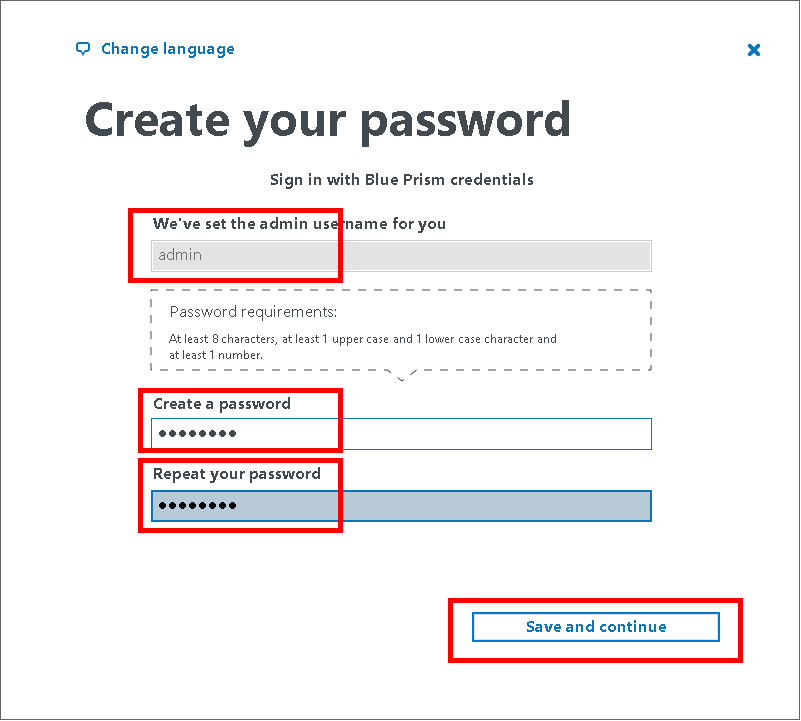 Change language
Create your password
Sign in with Blue Prism credentials
We've set the admin username for you
admin
Password requirements:
At least 8 characters, at least 1 upper case and 1 lower case character and
at least 1 number.
Create a password
••••••••
Repeat your password
••••••••
Save and continue